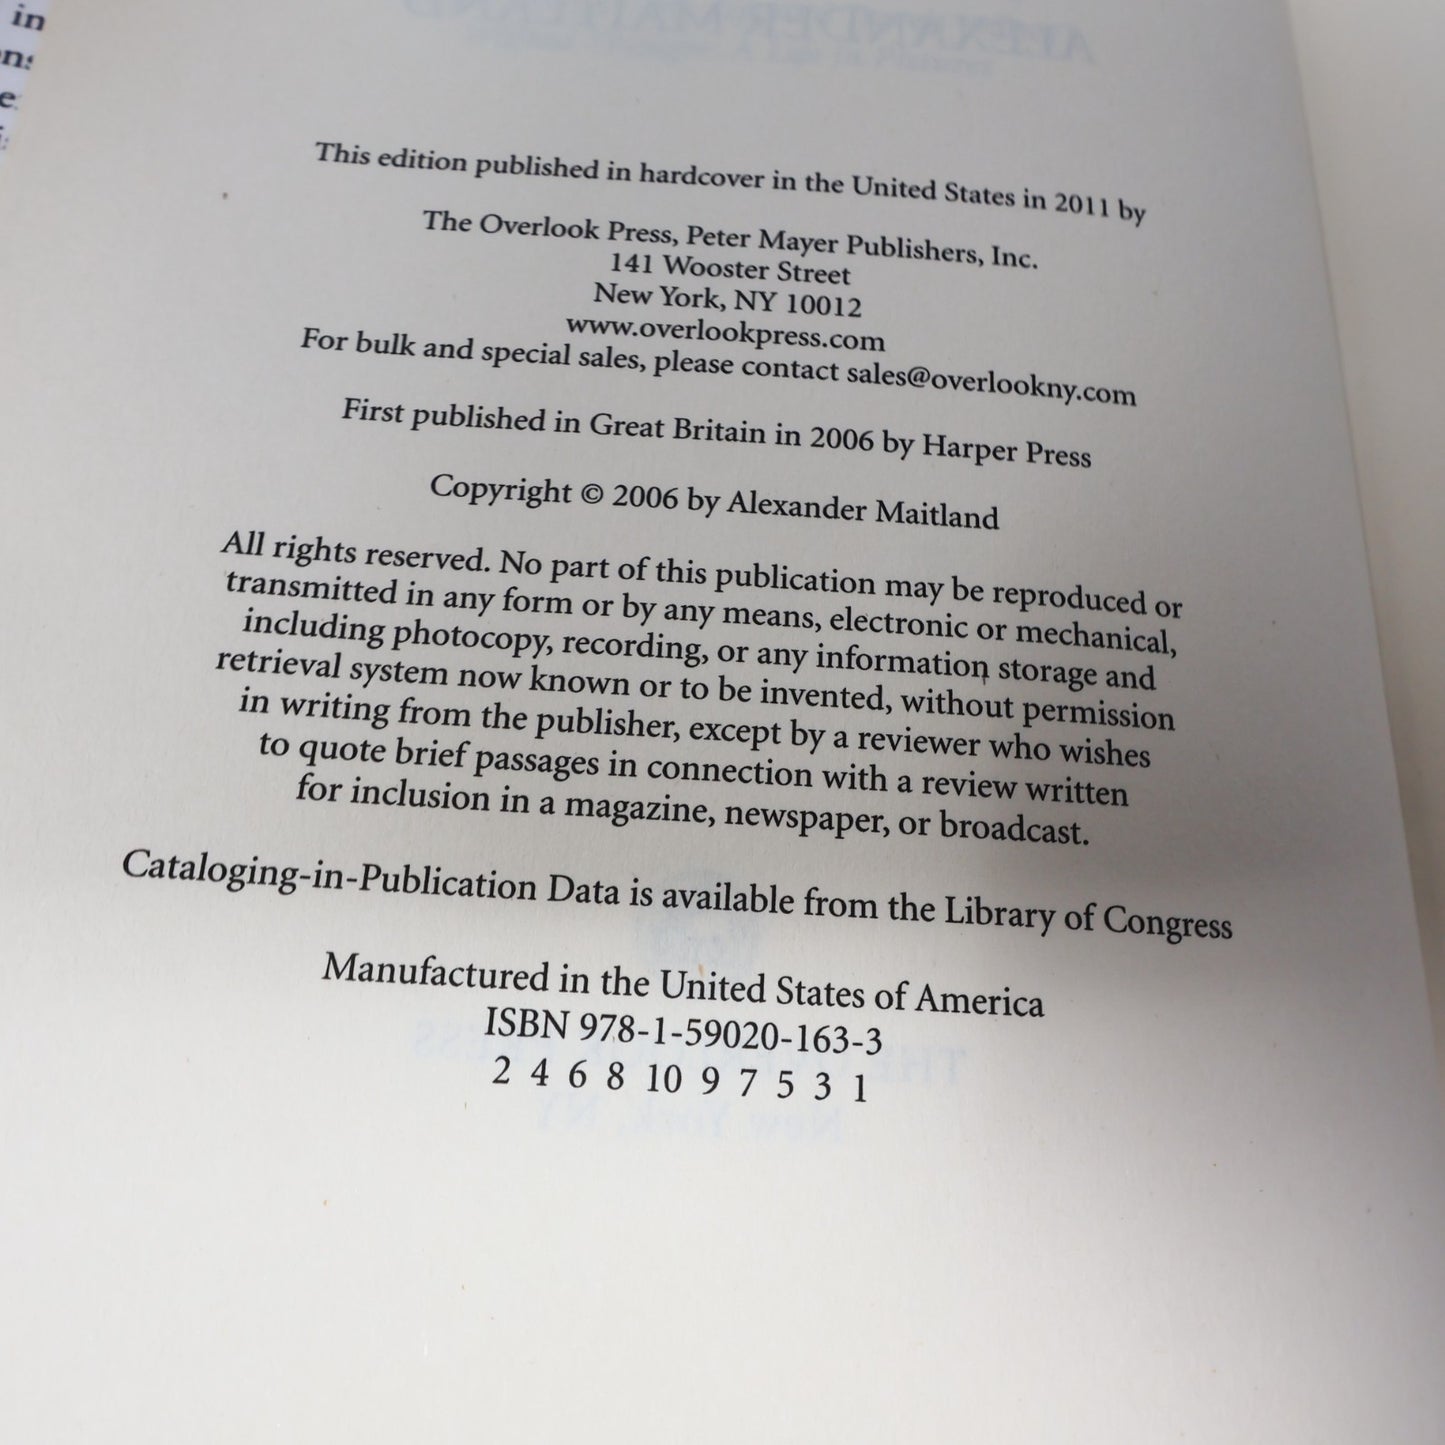 in
ALEXANDER MAITLAND
This edition published in hardcover in the United States in 2011 by
The Overlook Press, Peter Mayer Publishers, Inc.
141 Wooster Street
New York, NY 10012
www.overlookpress.com
For bulk and special sales, please contact sales@overlookny.com
First published in Great Britain in 2006 by Harper Press
Copyright © 2006 by Alexander Maitland
All rights reserved. No part of this publication may be reproduced or
transmitted in any form or by any means, electronic or mechanical,
including photocopy, recording, or any information storage and
retrieval system now known or to be invented, without permission
in writing from the publisher, except by a reviewer who wishes
to quote brief passages in connection with a review written
for inclusion in a magazine, newspaper, or broadcast.
Cataloging-in-Publication Data is available from the Library of Congress
Manufactured in the United States of America
ISBN 978-1-59020-163-3
2 4 6 8 10 9 7 5 3 1
New York, NY